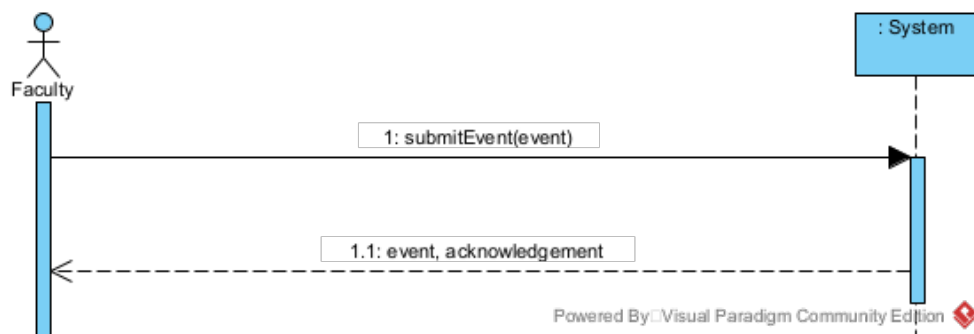 : System
Faculty
1: submitEvent(event)
1.1: event, acknowledgement
Powered By□Visual Paradigm Community Edition